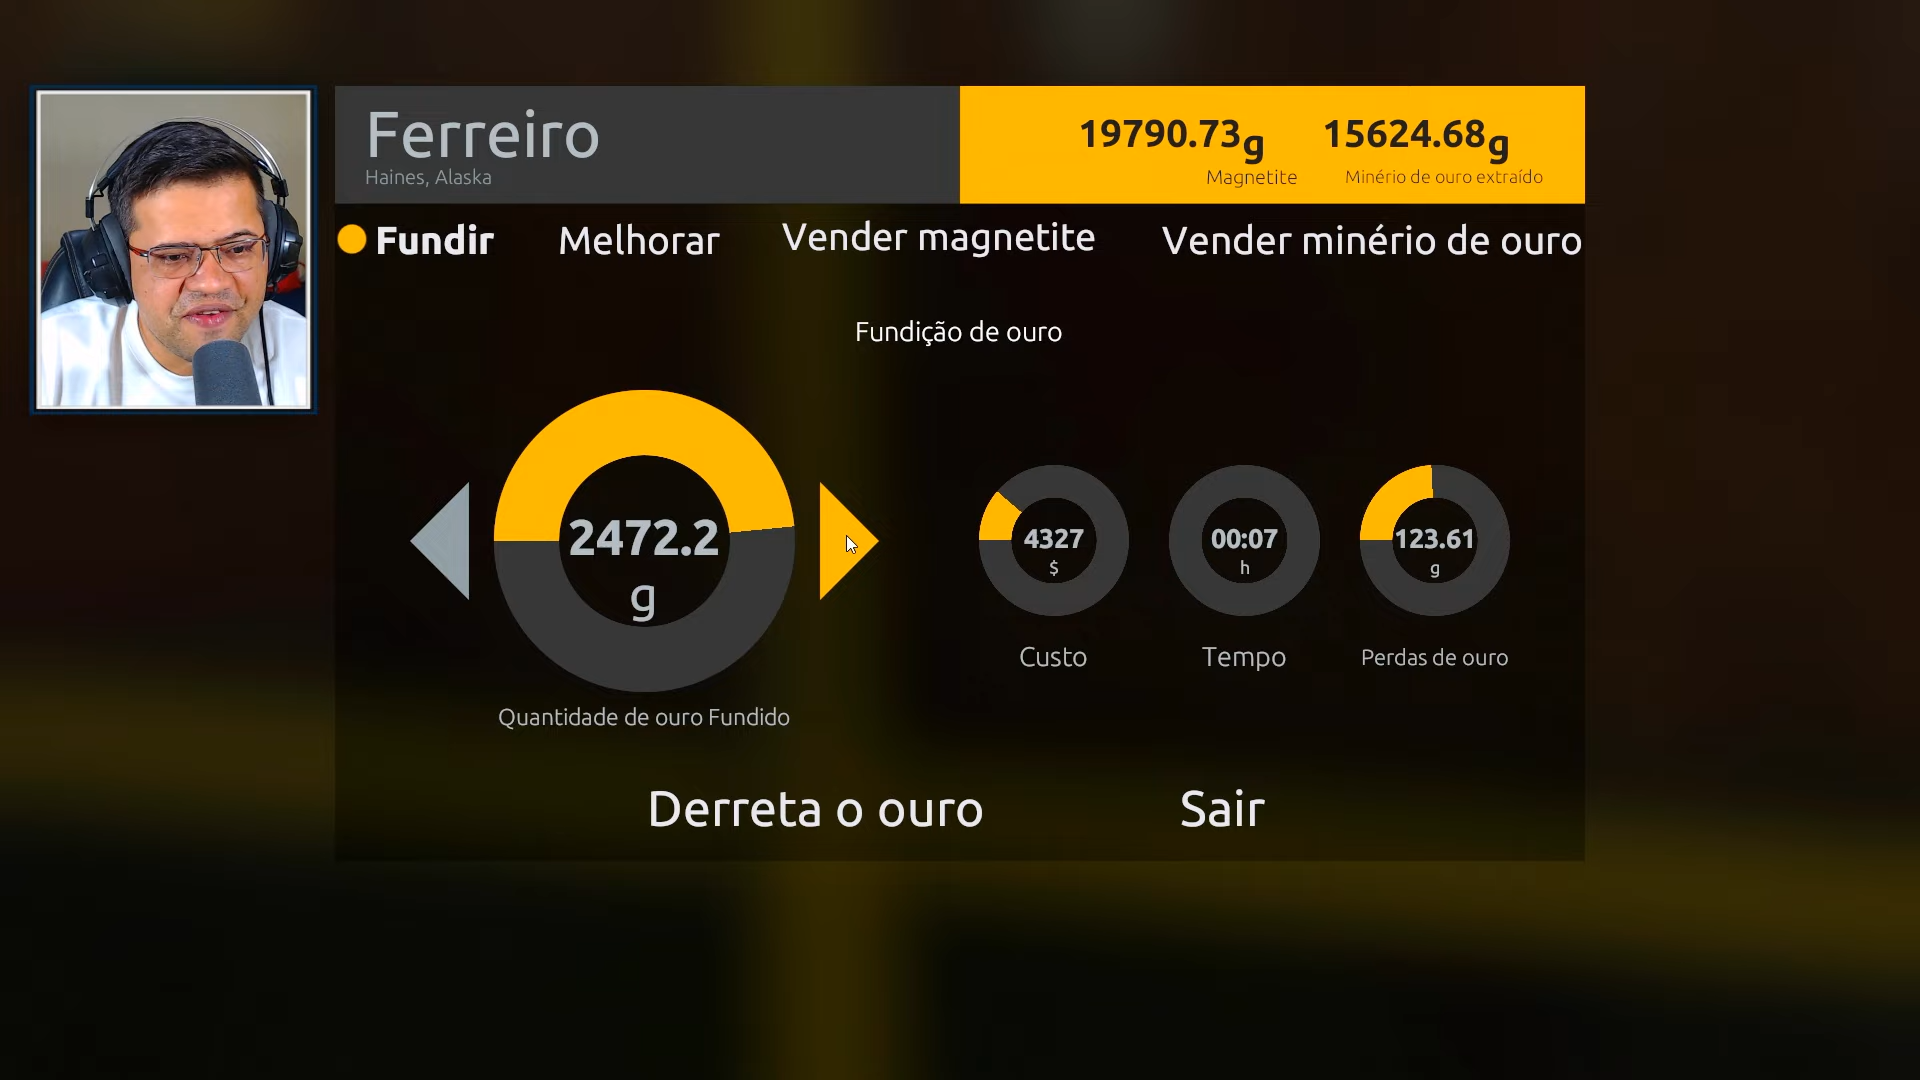 Ferreiro
Haines, Alaska
19790.73g
Magnetite
15624.68g
Minério de ouro extraído
Fundir
Melhorar
Vender magnetite
Vender minério de ouro
Fundição de ouro
2472.2
g
Quantidade de ouro Fundido
4327
$
Custo
00:07
h
Tempo
123.61
g
Perdas de ouro
Derreta o ouro
Sair